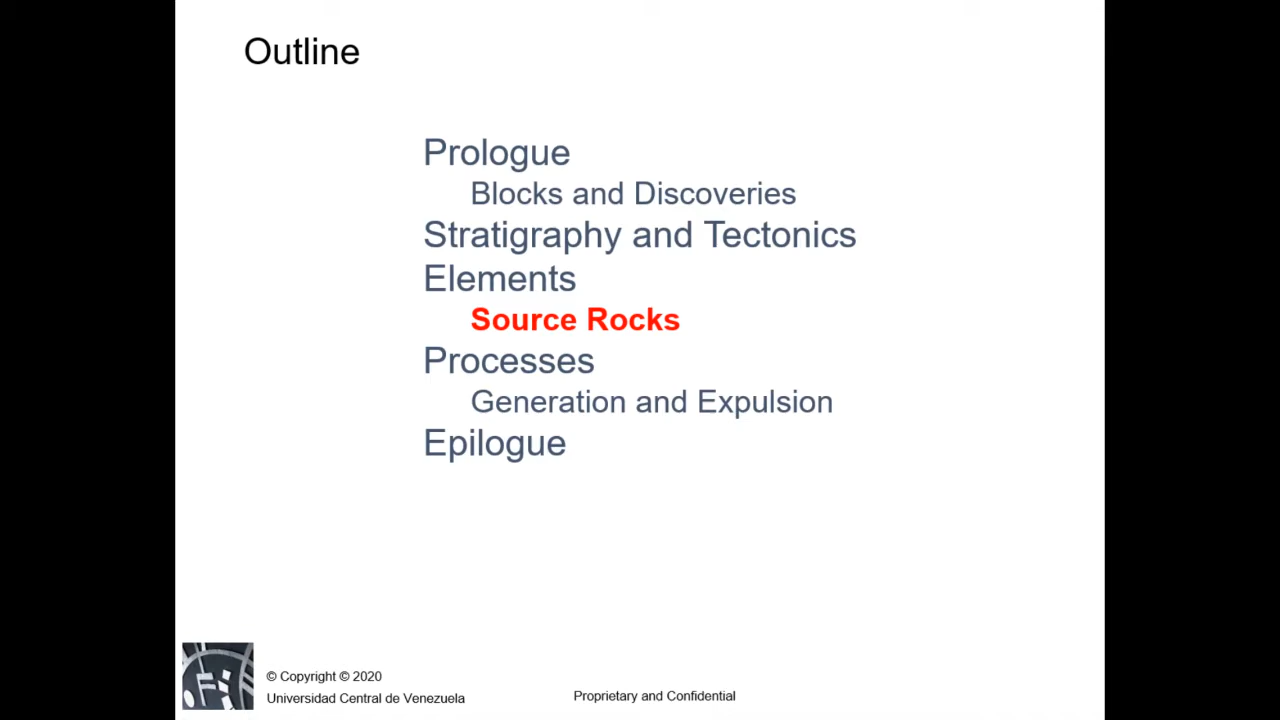 Outline
Prologue
Blocks and Discoveries
Stratigraphy and Tectonics
Elements
Source Rocks
Processes
Generation and Expulsion
Epilogue
© Copyright © 2020
Universidad Central de Venezuela
Proprietary and Confidential